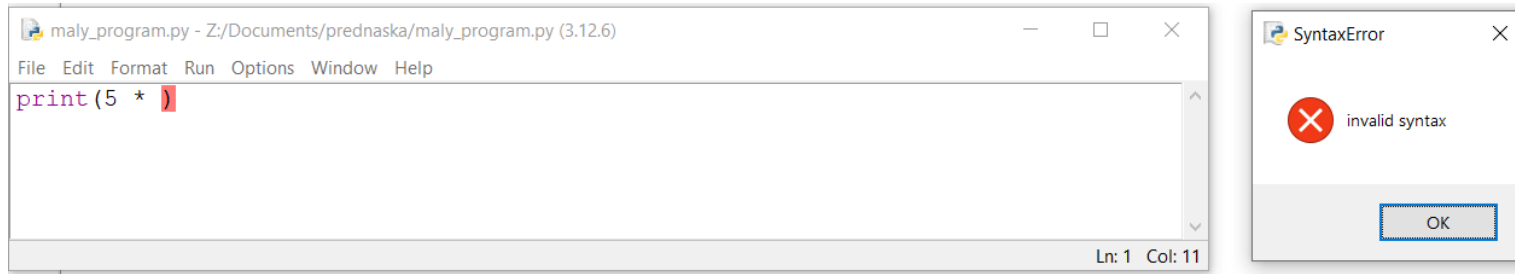 maly_program.py - Z:/Documents/prednaska/maly_program.py (3.12.6)
File Edit Format Run Options Window Help
print(5 * )
Ln: 1 Col: 11
SyntaxError
invalid syntax
OK